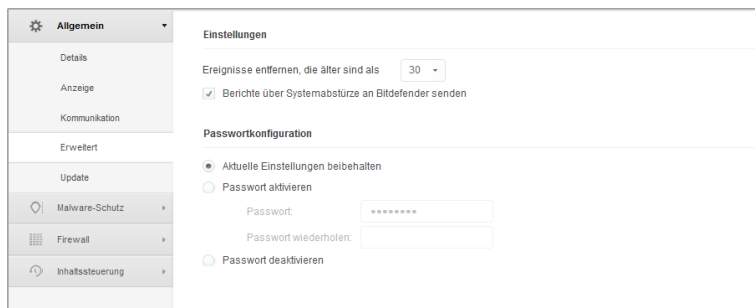 Allgemein
Details
Anzeige
Kommunikation
Erweitert
Update
Malware-Schutz
Firewall
Inhaltssteuerung
Einstellungen
Ereignisse entfernen, die älter sind als 30
Berichte über Systemabstürze an Bitdefender senden
Passwortkonfiguration
Aktuelle Einstellungen beibehalten
Passwort aktivieren
Passwort: ••••••••
Passwort wiederholen:
Passwort deaktivieren